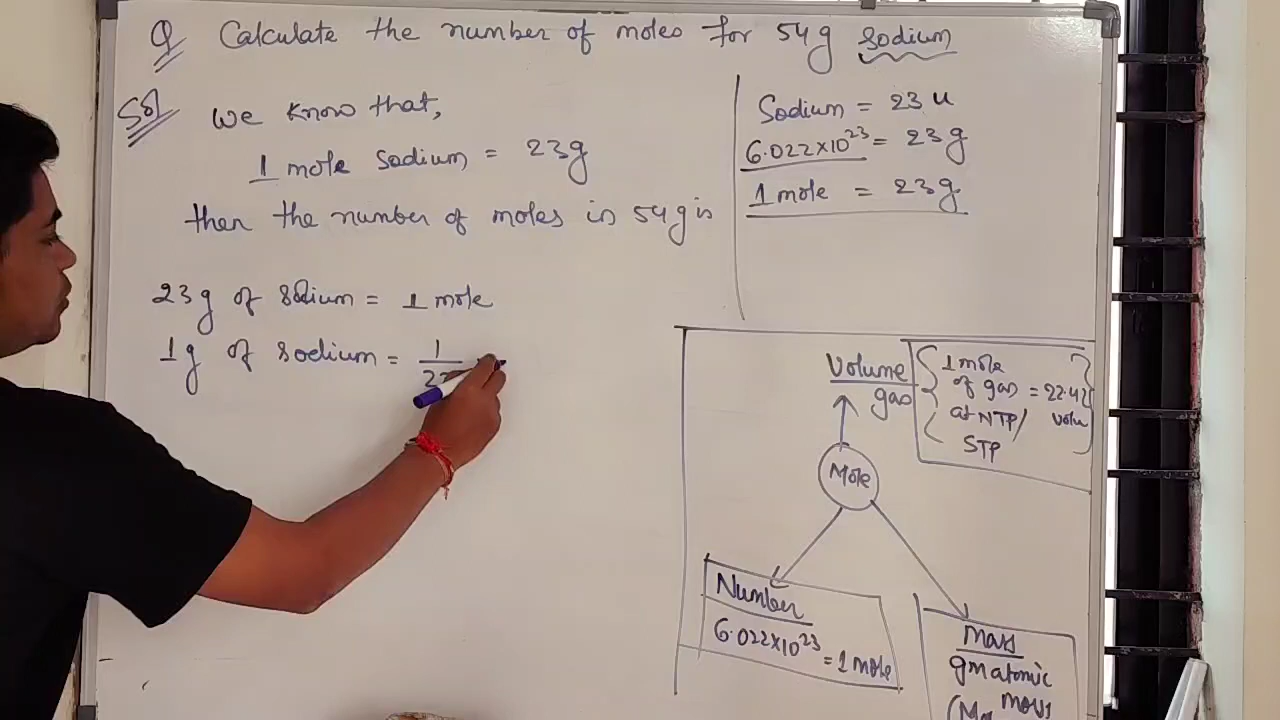 Q Calculate the number of moles for 54g sodium
Sol We know that,
1 mole sodium = 23g
then the number of moles in 54g is
23g of sodium = 1 mole
1g of sodium = 1
Sodium = 23 u
6.022×10²³ = 23g
1 mole = 23g.
Volume
gas
1 mole
of gas = 22.4
at NTP/
STP
Mole
Number
6.022×10²³
= 1 mole
Mass
gm atomic
mass